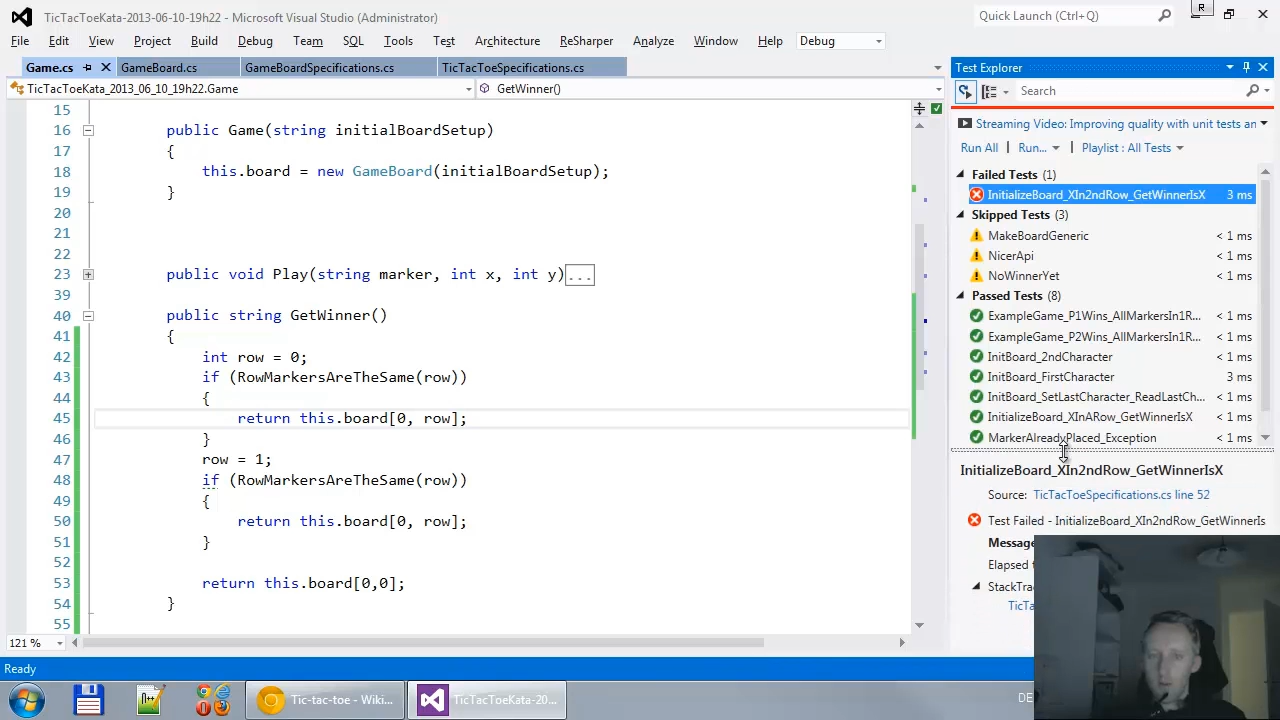 TicTacToeKata-2013-06-10-19h22 - Microsoft Visual Studio (Administrator)
Quick Launch (Ctrl+Q)
R
File Edit View Project Build Debug Team SQL Tools Test Architecture ReSharper Analyze Window Help Debug
Game.cs GameBoard.cs GameBoardSpecifications.cs TicTacToeSpecifications.cs
TicTacToeKata_2013_06_10_19h22.Game GetWinner()
15
16 public Game(string initialBoardSetup)
17 {
18 this.board = new GameBoard(initialBoardSetup);
19 }
20
21
22
23 public void Play(string marker, int x, int y)...
39
40 public string GetWinner()
41 {
42 int row = 0;
43 if (RowMarkersAreTheSame(row))
44 {
45 return this.board[0, row];
46 }
47 row = 1;
48 if (RowMarkersAreTheSame(row))
49 {
50 return this.board[0, row];
51 }
52
53 return this.board[0,0];
54 }
55
121 %
Ready
Test Explorer
Search
Streaming Video: Improving quality with unit tests an
Run All Run... Playlist : All Tests
Failed Tests (1)
InitializeBoard_XIn2ndRow_GetWinnerIsX 3 ms
Skipped Tests (3)
MakeBoardGeneric < 1 ms
NicerApi < 1 ms
NoWinnerYet < 1 ms
Passed Tests (8)
ExampleGame_P1Wins_AllMarkersIn1R... < 1 ms
ExampleGame_P2Wins_AllMarkersIn1R... < 1 ms
InitBoard_2ndCharacter < 1 ms
InitBoard_FirstCharacter 3 ms
InitBoard_SetLastCharacter_ReadLastCh... < 1 ms
InitializeBoard_XInARow_GetWinnerIsX < 1 ms
MarkerAlreadyPlaced_Exception < 1 ms
InitializeBoard_XIn2ndRow_GetWinnerIsX
Source: TicTacToeSpecifications.cs line 52
Test Failed - InitializeBoard_XIn2ndRow_GetWinnerIs
Message
Elapsed t
StackTra
TicTa
Tic-tac-toe - Wiki...
TicTacToeKata-20...
DE